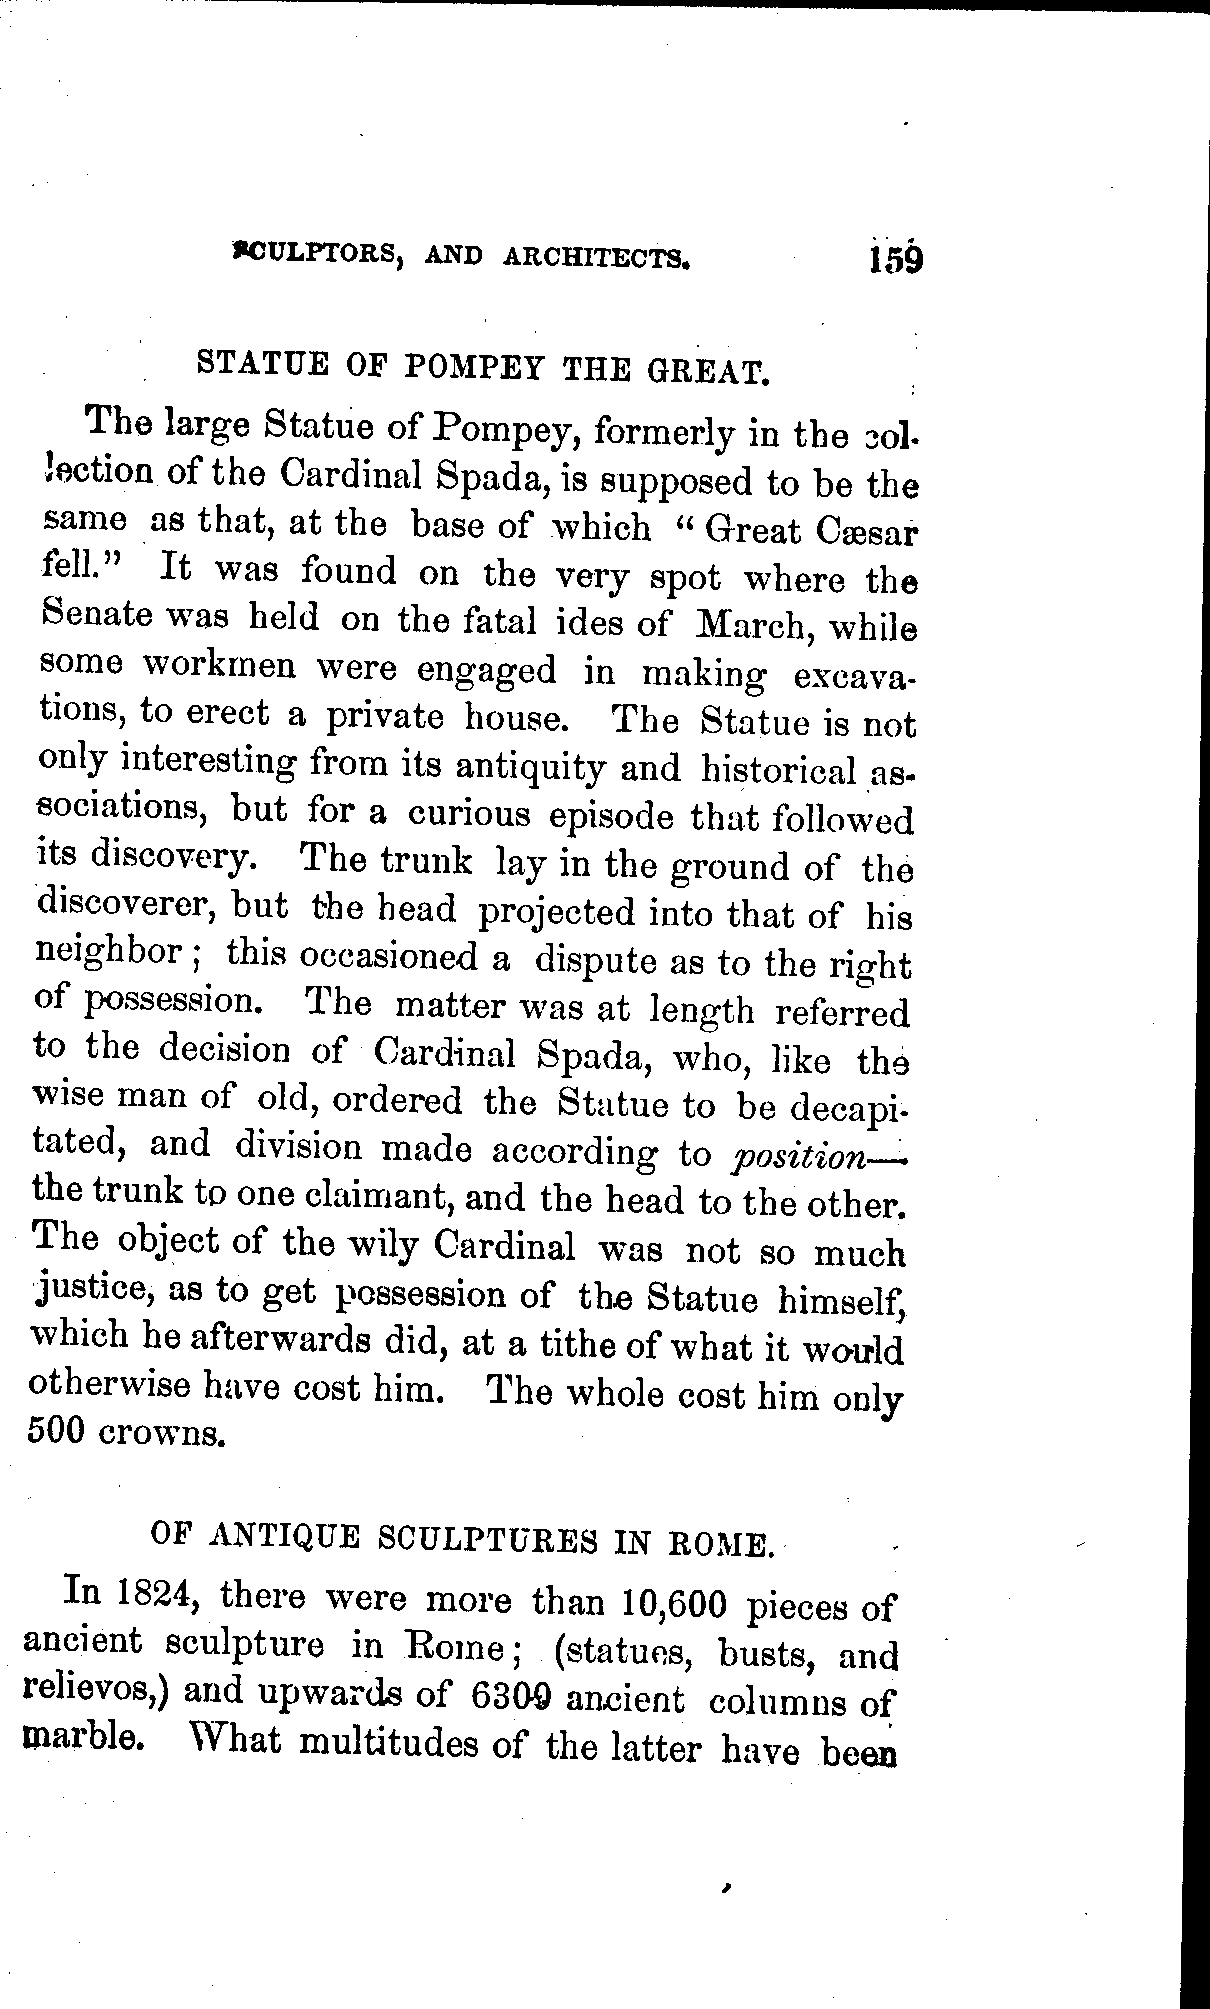 SCULPTORS, AND ARCHITECTS. 159
STATUE OF POMPEY THE GREAT.
The large Statue of Pompey, formerly in the col-
lection of the Cardinal Spada, is supposed to be the
same as that, at the base of which “ Great Cæsar
fell.” It was found on the very spot where the
Senate was held on the fatal ides of March, while
some workmen were engaged in making excava-
tions, to erect a private house. The Statue is not
only interesting from its antiquity and historical as-
sociations, but for a curious episode that followed
its discovery. The trunk lay in the ground of the
discoverer, but the head projected into that of his
neighbor ; this occasioned a dispute as to the right
of possession. The matter was at length referred
to the decision of Cardinal Spada, who, like the
wise man of old, ordered the Statue to be decapi-
tated, and division made according to position—
the trunk to one claimant, and the head to the other.
The object of the wily Cardinal was not so much
justice, as to get possession of the Statue himself,
which he afterwards did, at a tithe of what it would
otherwise have cost him. The whole cost him only
500 crowns.
OF ANTIQUE SCULPTURES IN ROME.
In 1824, there were more than 10,600 pieces of
ancient sculpture in Rome ; (statues, busts, and
relievos,) and upwards of 6300 ancient columns of
marble. What multitudes of the latter have been